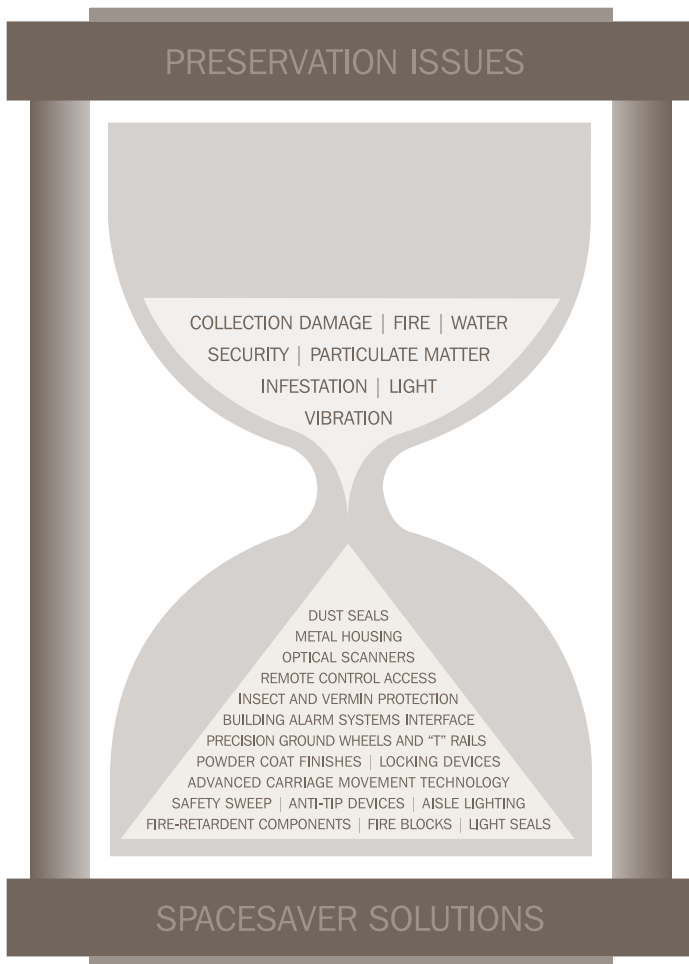 PRESERVATION ISSUES
COLLECTION DAMAGE | FIRE | WATER
SECURITY | PARTICULATE MATTER
INFESTATION | LIGHT
VIBRATION
DUST SEALS
METAL HOUSING
OPTICAL SCANNERS
REMOTE CONTROL ACCESS
INSECT AND VERMIN PROTECTION
BUILDING ALARM SYSTEMS INTERFACE
PRECISION GROUND WHEELS AND “T” RAILS
POWDER COAT FINISHES | LOCKING DEVICES
ADVANCED CARRIAGE MOVEMENT TECHNOLOGY
SAFETY SWEEP | ANTI-TIP DEVICES | AISLE LIGHTING
FIRE-RETARDENT COMPONENTS | FIRE BLOCKS | LIGHT SEALS
SPACESAVER SOLUTIONS